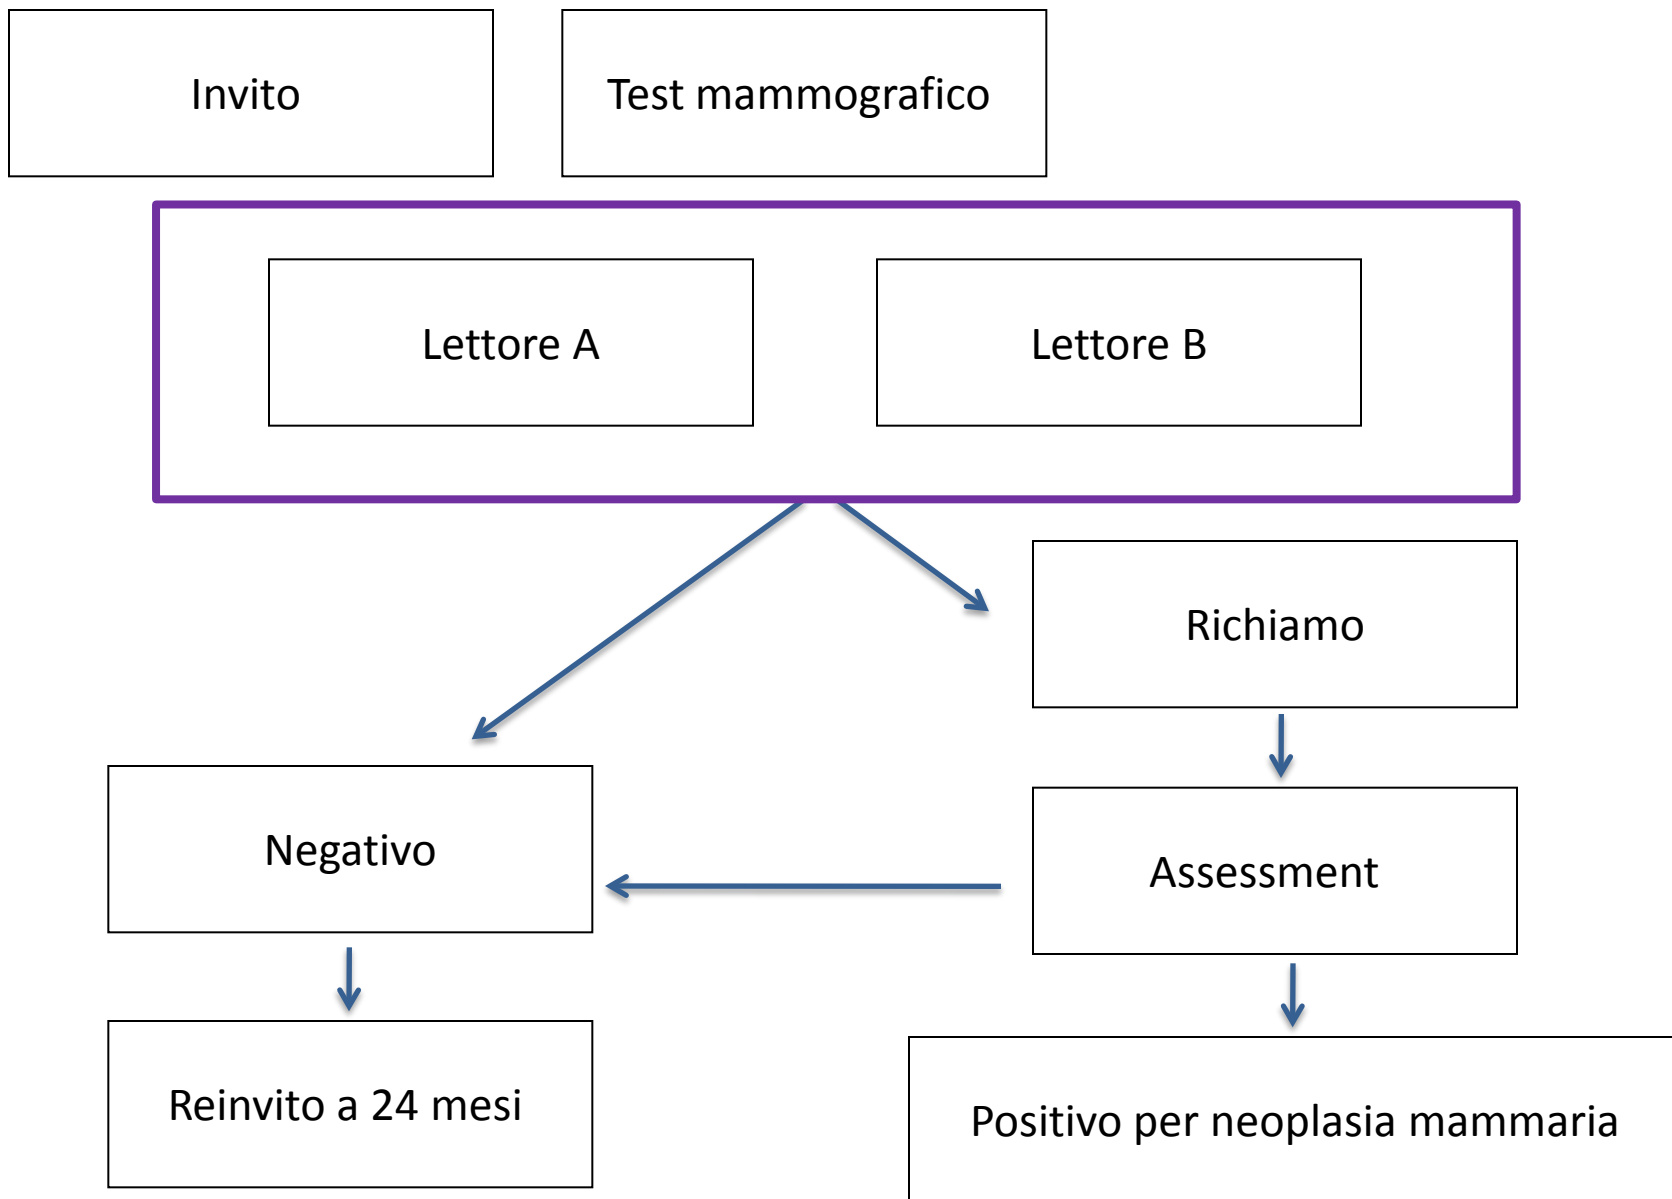 Invito
Test mammografico
Lettore A
Lettore B
Richiamo
Negativo
Assessment
Reinvito a 24 mesi
Positivo per neoplasia mammaria